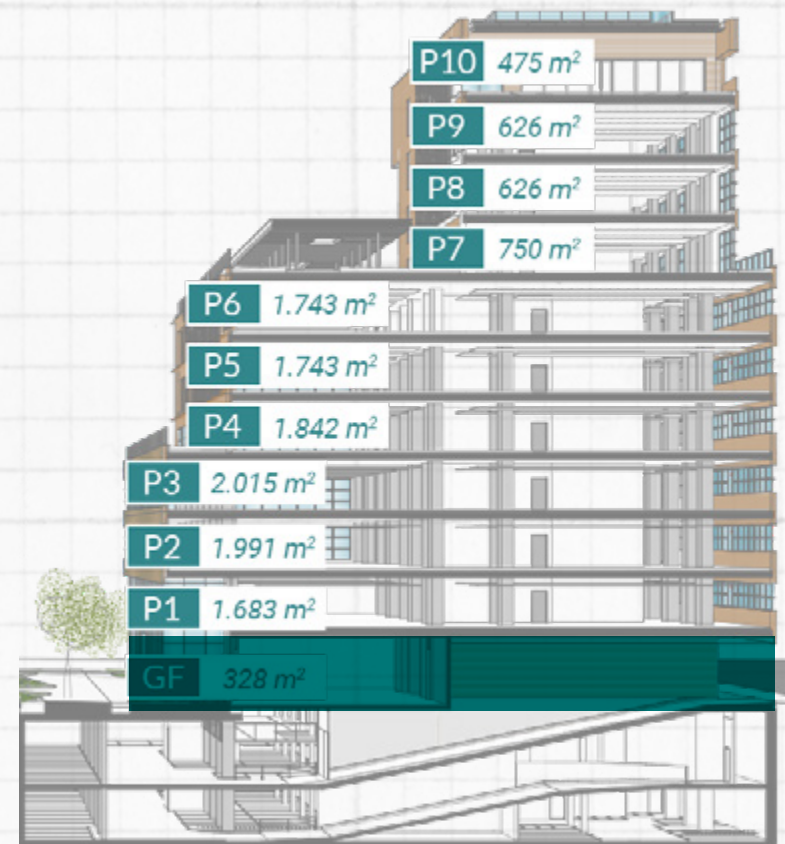 P10 475 m²
P9 626 m²
P8 626 m²
P7 750 m²
P6 1.743 m²
P5 1.743 m²
P4 1.842 m²
P3 2.015 m²
P2 1.991 m²
P1 1.683 m²
GF 328 m²